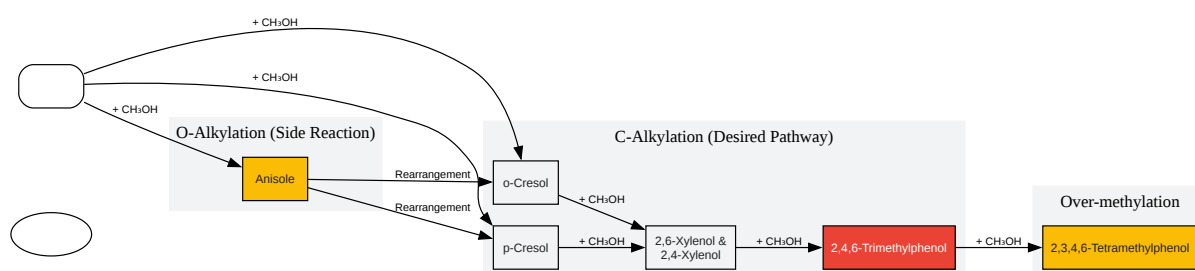 + CH₃OH
+ CH₃OH
+ CH₃OH
O-Alkylation (Side Reaction)
Anisole
Rearrangement
Rearrangement
C-Alkylation (Desired Pathway)
o-Cresol
+ CH₃OH
p-Cresol
+ CH₃OH
2,6-Xylenol &
2,4-Xylenol
+ CH₃OH
2,4,6-Trimethylphenol
+ CH₃OH
Over-methylation
2,3,4,6-Tetramethylphenol